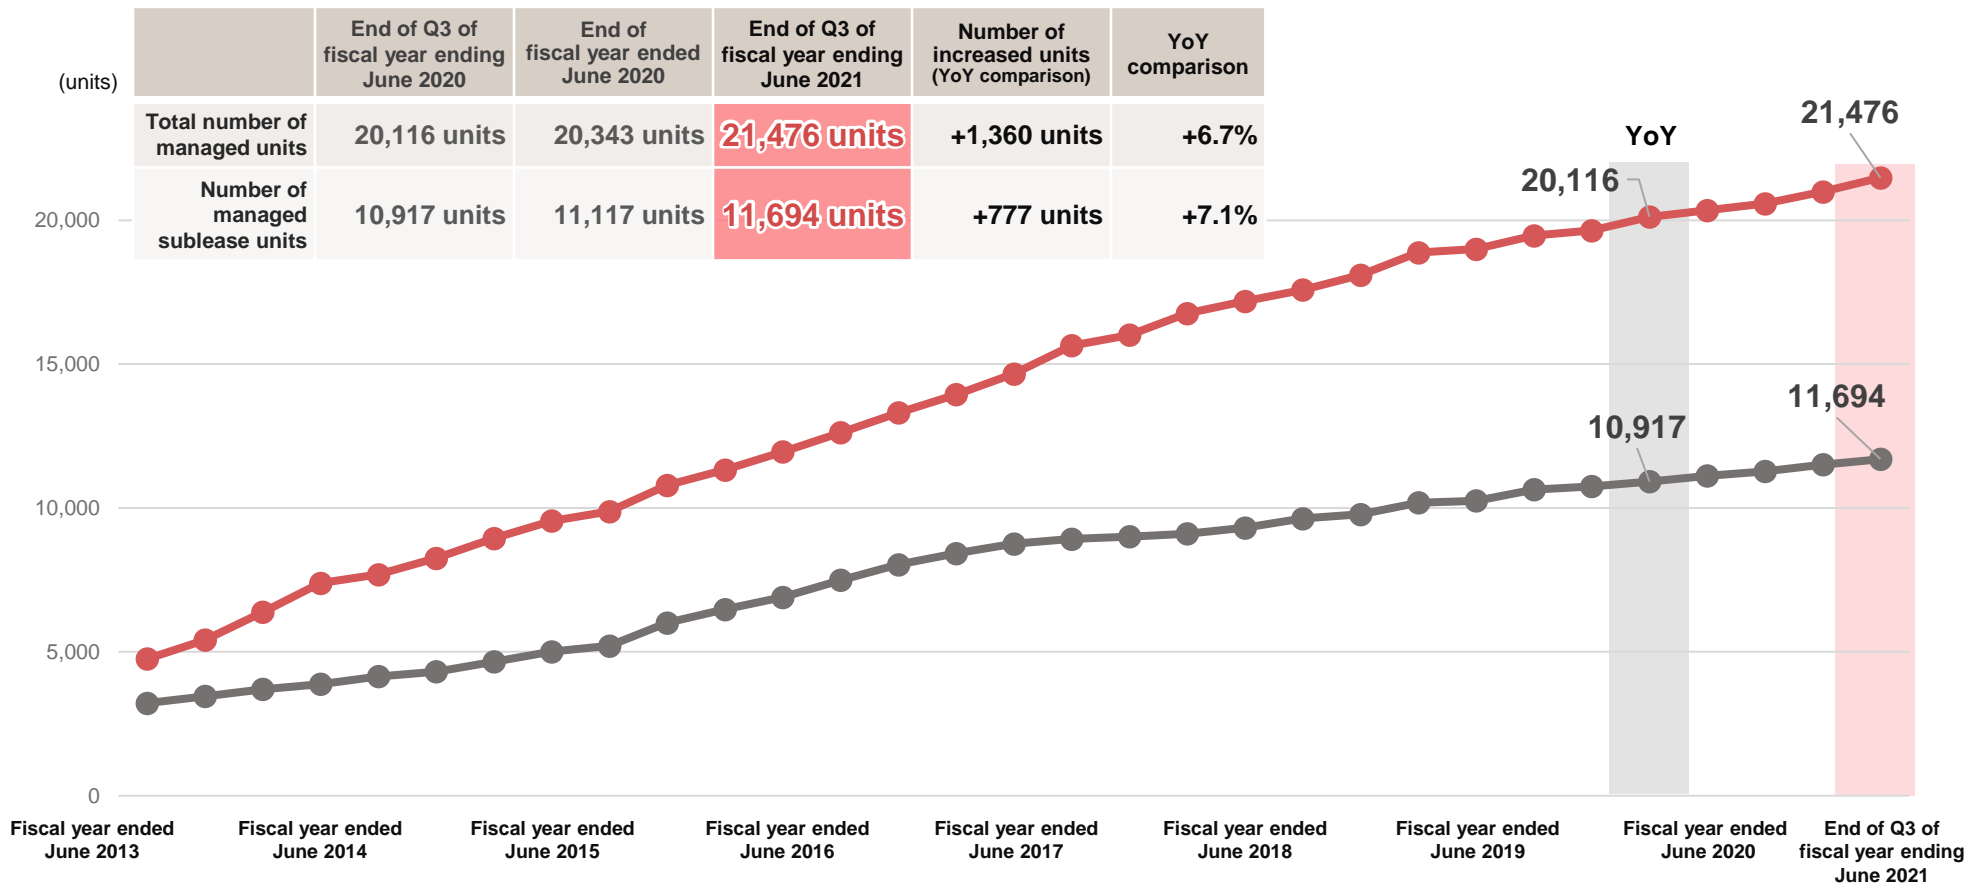 End of Q3 of
fiscal year ending
June 2020
End of
fiscal year ended
June 2020
End of Q3 of
fiscal year ending
June 2021
Number of
increased units
(YoY comparison)
YoY
comparison
(units)
Total number of
managed units
20,116 units
20,343 units
21,476 units
+1,360 units
+6.7%
Number of
managed
sublease units
10,917 units
11,117 units
11,694 units
+777 units
+7.1%
YoY
21,476
20,116
11,694
10,917
20,000
15,000
10,000
5,000
0
Fiscal year ended
June 2013
Fiscal year ended
June 2014
Fiscal year ended
June 2015
Fiscal year ended
June 2016
Fiscal year ended
June 2017
Fiscal year ended
June 2018
Fiscal year ended
June 2019
Fiscal year ended
June 2020
End of Q3 of
fiscal year ending
June 2021